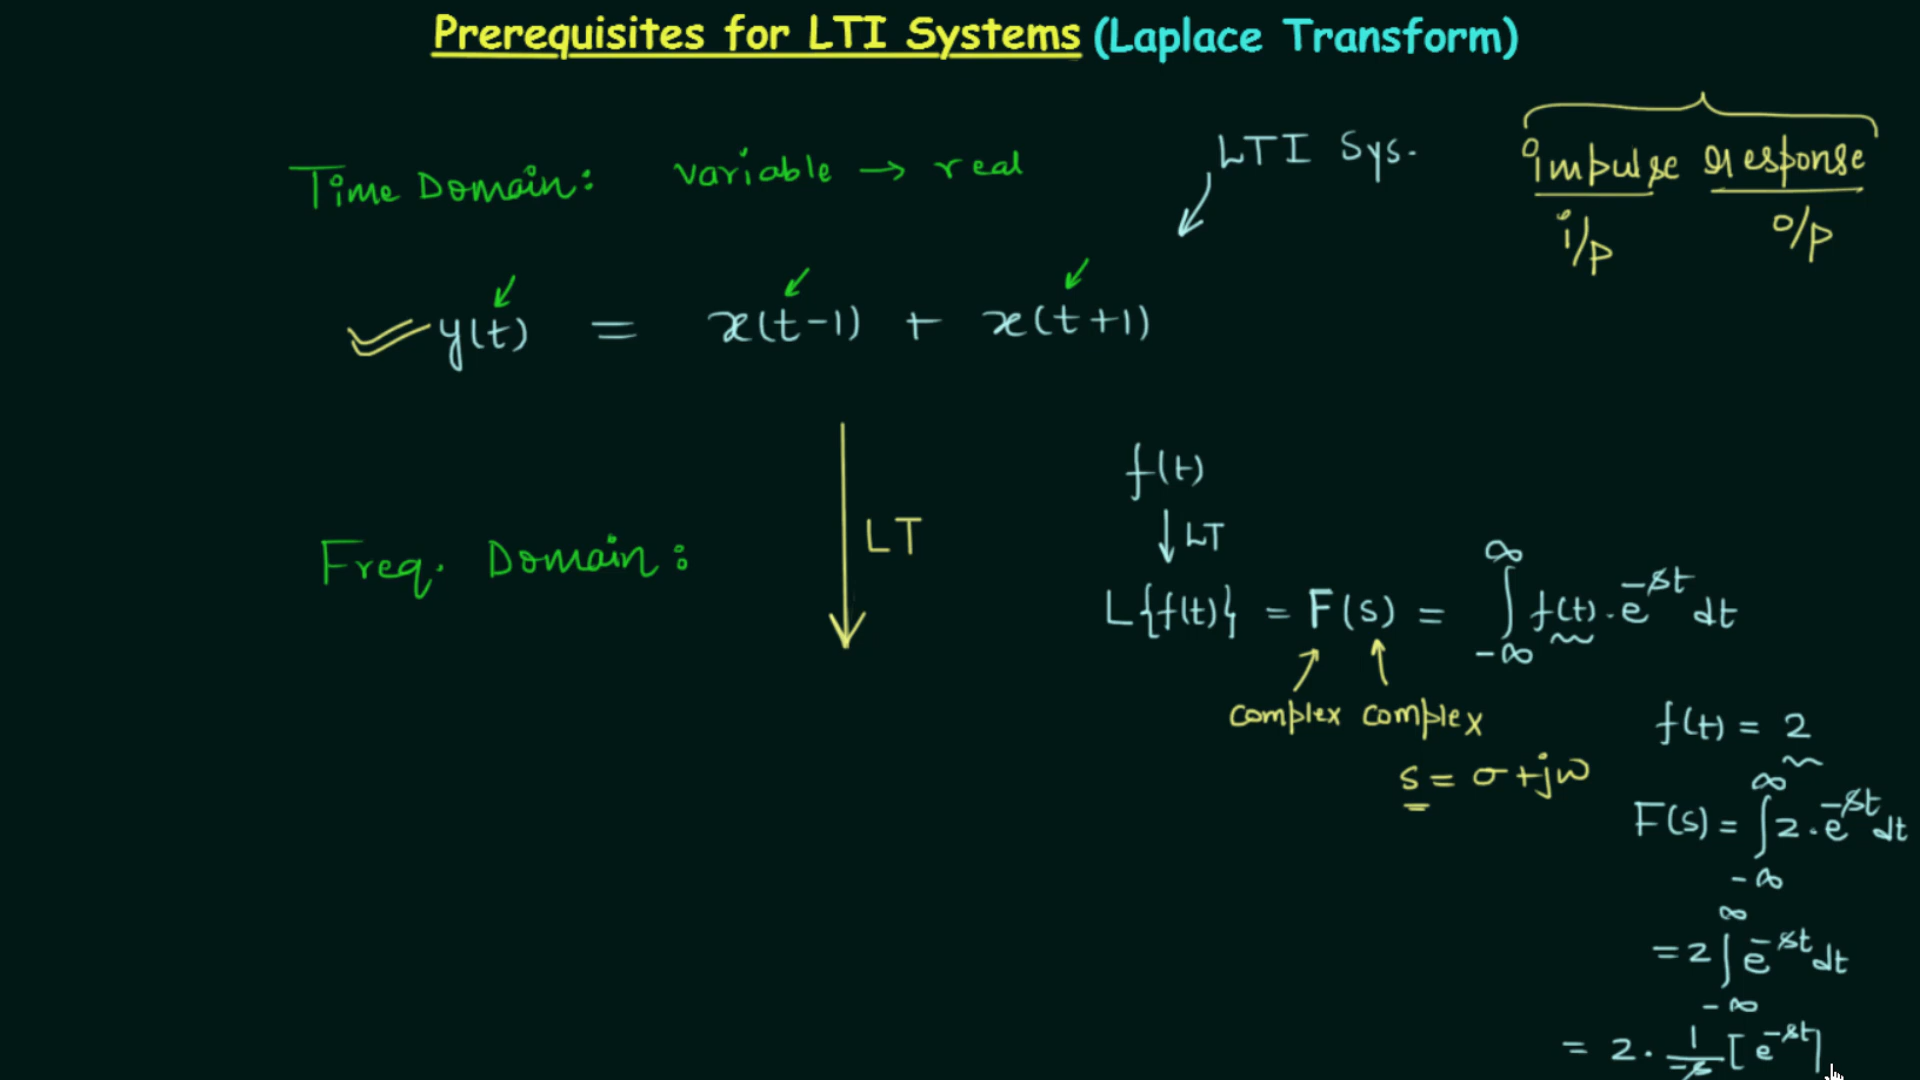 Prerequisites for LTI Systems (Laplace Transform)
Time Domain: variable → real
LTI Sys.
impulse response
i/p o/p
y(t) = x(t-1) + x(t+1)
f(t)
↓ LT
LT
Freq. Domain:
L{f(t)} = F(s) = ∫_{-∞}^{∞} f(t) . e^{-st} dt
complex complex
s = σ + jω
f(t) = 2
F(s) = ∫_{-∞}^{∞} 2 . e^{-st} dt
= 2 ∫_{-∞}^{∞} e^{-st} dt
= 2 . 1/-s [e^{-st}]